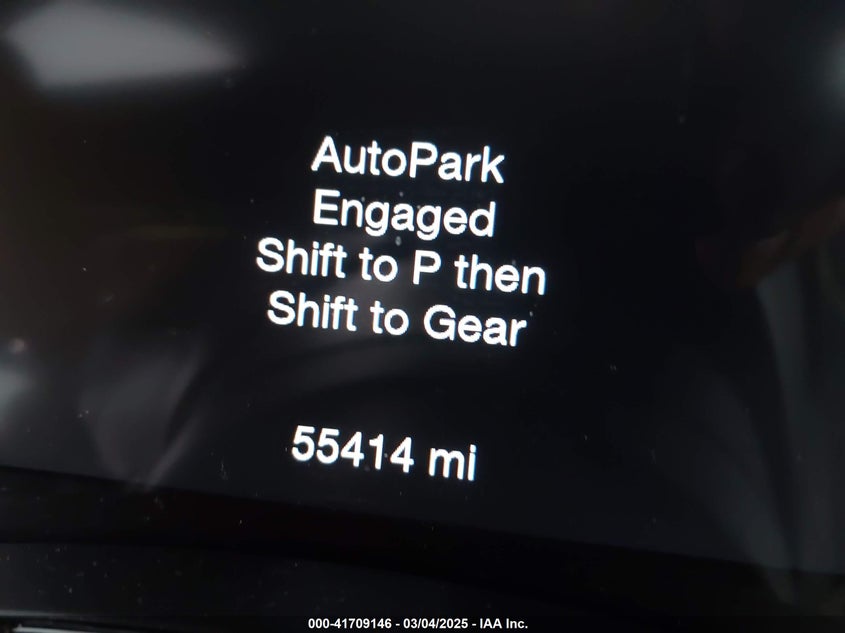 AutoPark
Engaged
Shift to P then
Shift to Gear
55414 mi
000-41709146 - 03/04/2025 - IAA Inc.